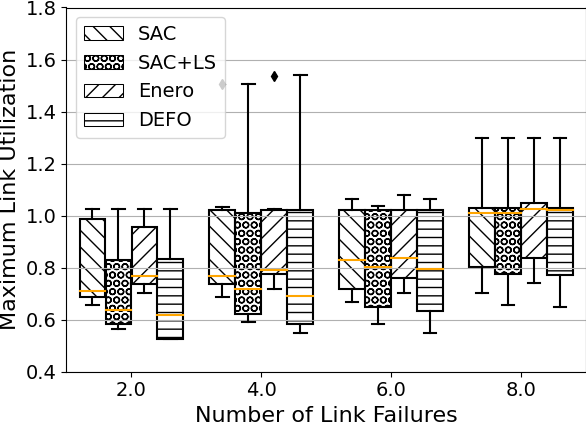 Maximum Link Utilization
1.8
1.6
1.4
1.2
1.0
0.8
0.6
0.4
SAC
SAC+LS
Enero
DEFO
2.0 4.0 6.0 8.0
Number of Link Failures